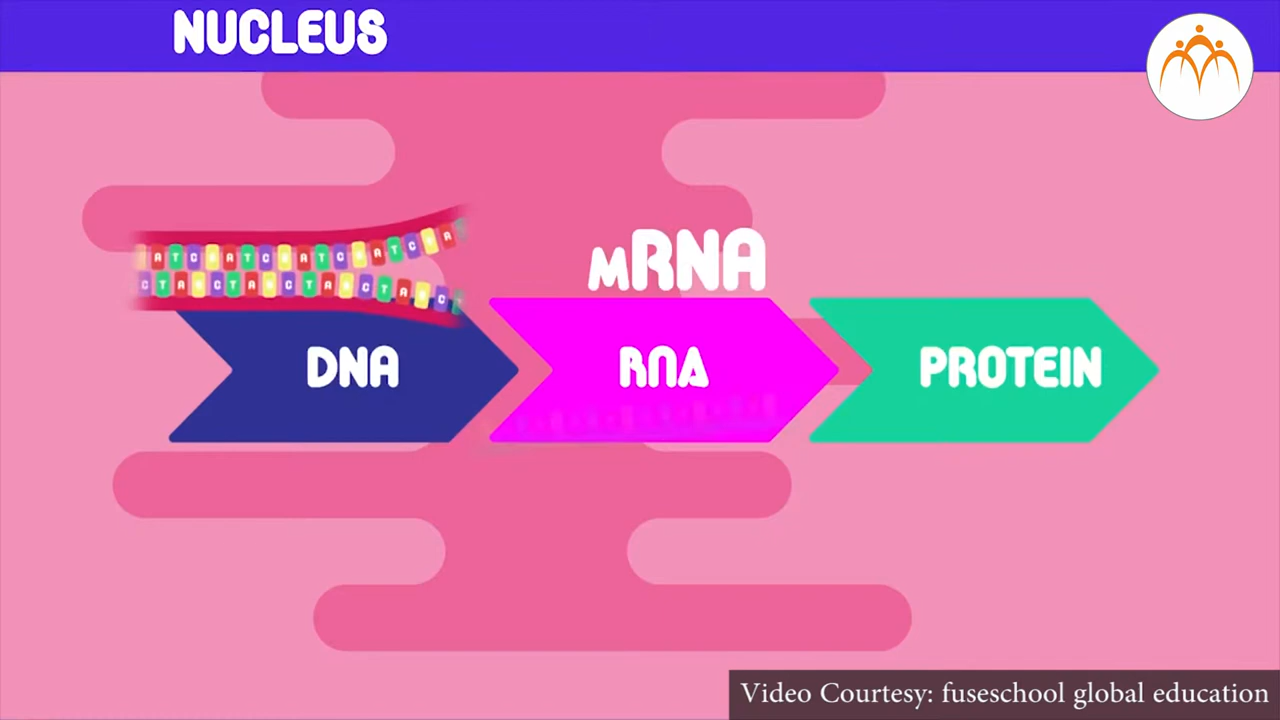 NUCLEUS
mRNA
DNA
RNA
PROTEIN
Video Courtesy: fuseschool global education